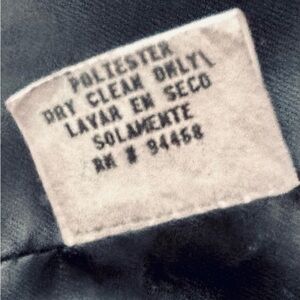 POLIESTER
DRY CLEAN ONLY\
LAVAR EN SECO
SOLAMENTE
RN # 94468